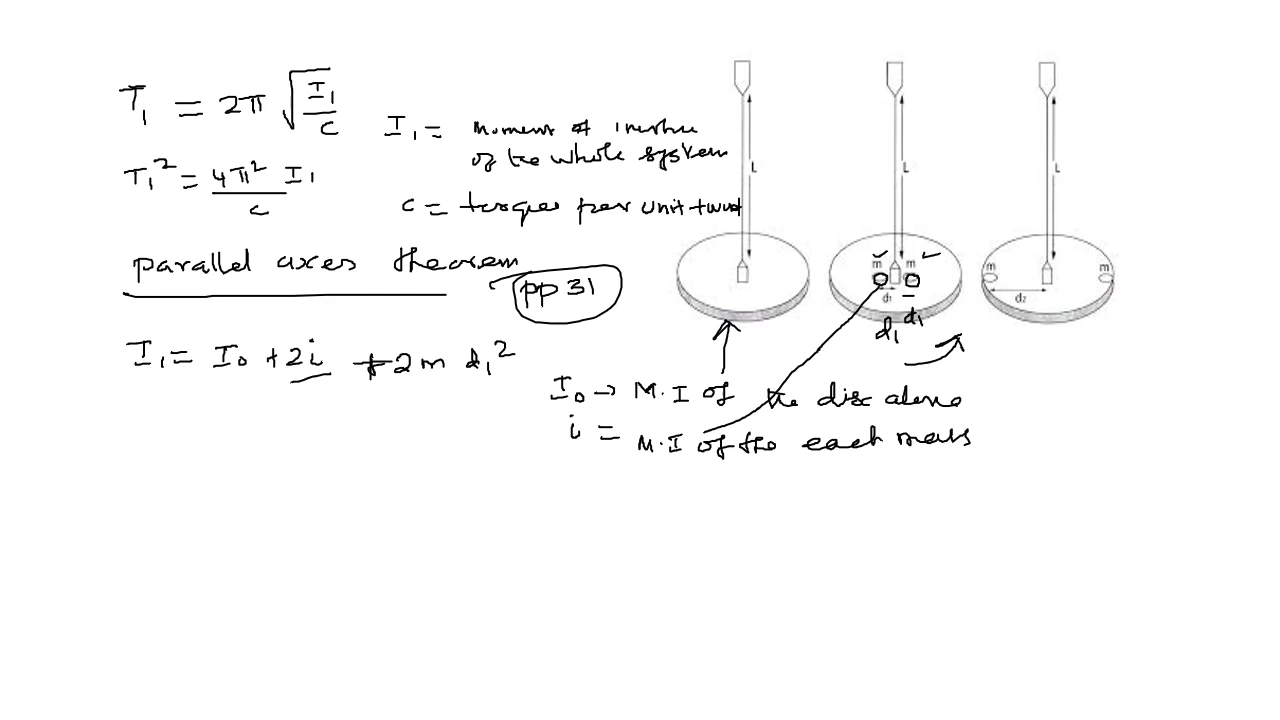 T₁ = 2π √(I₁/c)
I₁ = moment of inertia
of the whole system
T₁² = 4π²/c I₁
c = torque per unit twist
parallel axes theorem
pp 31
I₁ = I₀ + 2i + 2m d₁²
I₀ → M.I of the disc alone
i = M.I of the each mass
L
L
L
m m
d₁
d₁ d₁
m m
d₂